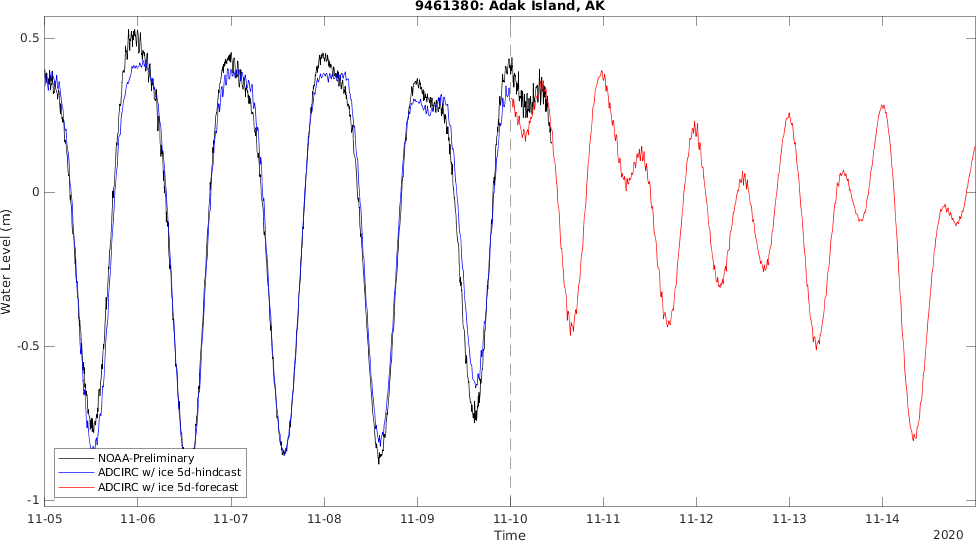 9461380: Adak Island, AK
Water Level (m)
0.5
0
-0.5
-1
NOAA-Preliminary
ADCIRC w/ ice 5d-hindcast
ADCIRC w/ ice 5d-forecast
11-05 11-06 11-07 11-08 11-09 11-10 11-11 11-12 11-13 11-14
Time
2020